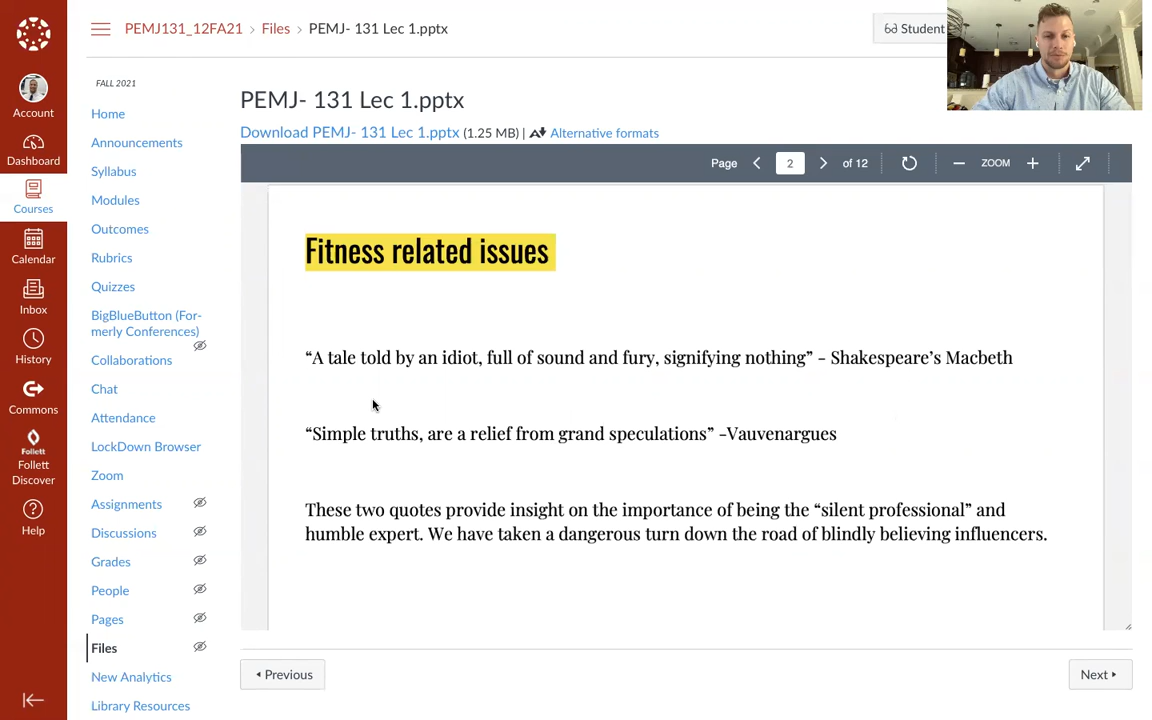 PEMJ131_12FA21 › Files › PEMJ- 131 Lec 1.pptx
Student
Account
Dashboard
Courses
Calendar
Inbox
History
Commons
Follett
Follett
Discover
Help
FALL 2021
Home
Announcements
Syllabus
Modules
Outcomes
Rubrics
Quizzes
BigBlueButton (For-
merly Conferences)
Collaborations
Chat
Attendance
LockDown Browser
Zoom
Assignments
Discussions
Grades
People
Pages
Files
New Analytics
Library Resources
PEMJ- 131 Lec 1.pptx
Download PEMJ- 131 Lec 1.pptx (1.25 MB) | Alternative formats
Page 2 of 12 ZOOM
Fitness related issues
“A tale told by an idiot, full of sound and fury, signifying nothing” - Shakespeare’s Macbeth
“Simple truths, are a relief from grand speculations” -Vauvenargues
These two quotes provide insight on the importance of being the “silent professional” and
humble expert. We have taken a dangerous turn down the road of blindly believing influencers.
Previous
Next